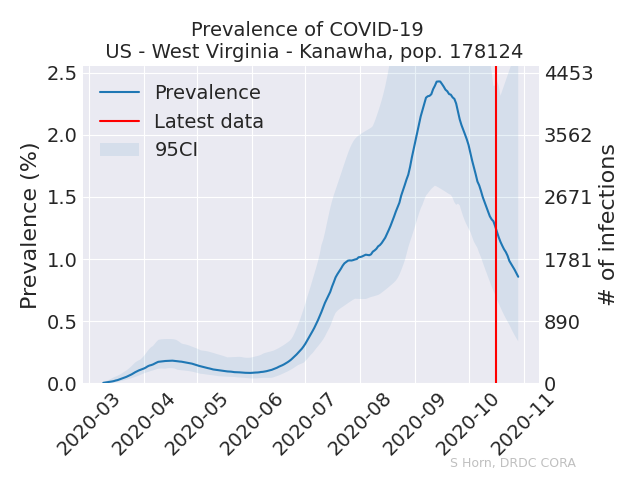 Prevalence of COVID-19
US - West Virginia - Kanawha, pop. 178124
2.5
2.0
1.5
1.0
0.5
0.0
Prevalence (%)
Prevalence
Latest data
95CI
4453
3562
2671
1781
890
0
# of infections
2020-03
2020-04
2020-05
2020-06
2020-07
2020-08
2020-09
2020-10
2020-11
S Horn, DRDC CORA